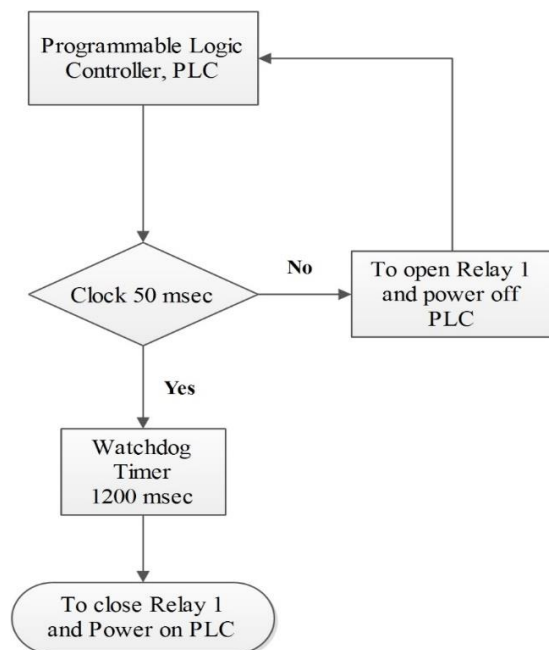 Programmable Logic
Controller, PLC
Clock 50 msec
No
To open Relay 1
and power off
PLC
Yes
Watchdog
Timer
1200 msec
To close Relay 1
and Power on PLC